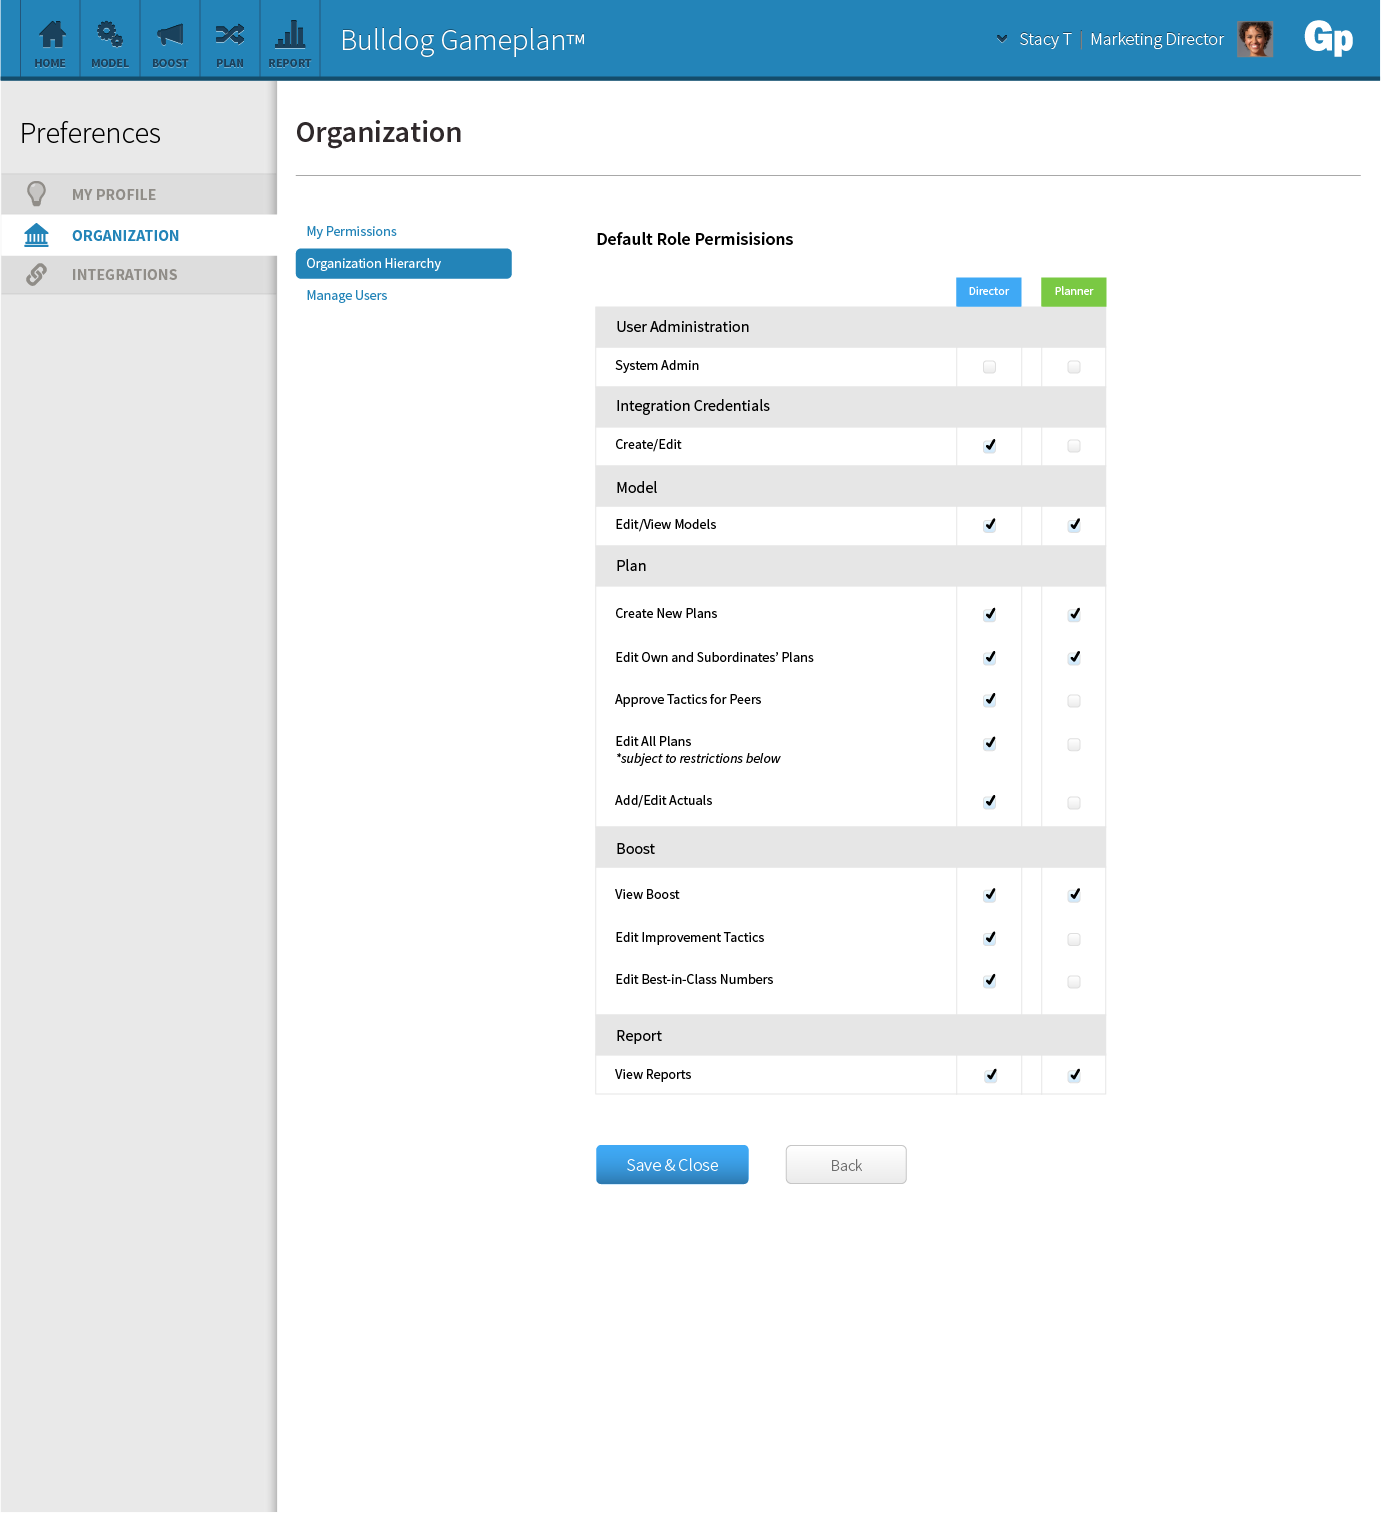 HOME
MODEL
BOOST
PLAN
REPORT
Bulldog Gameplan™
Stacy T
Marketing Director
Gp
Preferences
MY PROFILE
ORGANIZATION
INTEGRATIONS
Organization
My Permissions
Organization Hierarchy
Manage Users
Default Role Permisisions
Director
Planner
User Administration
System Admin
Integration Credentials
Create/Edit
Model
Edit/View Models
Plan
Create New Plans
Edit Own and Subordinates’ Plans
Approve Tactics for Peers
Edit All Plans
*subject to restrictions below
Add/Edit Actuals
Boost
View Boost
Edit Improvement Tactics
Edit Best-in-Class Numbers
Report
View Reports
Save & Close
Back